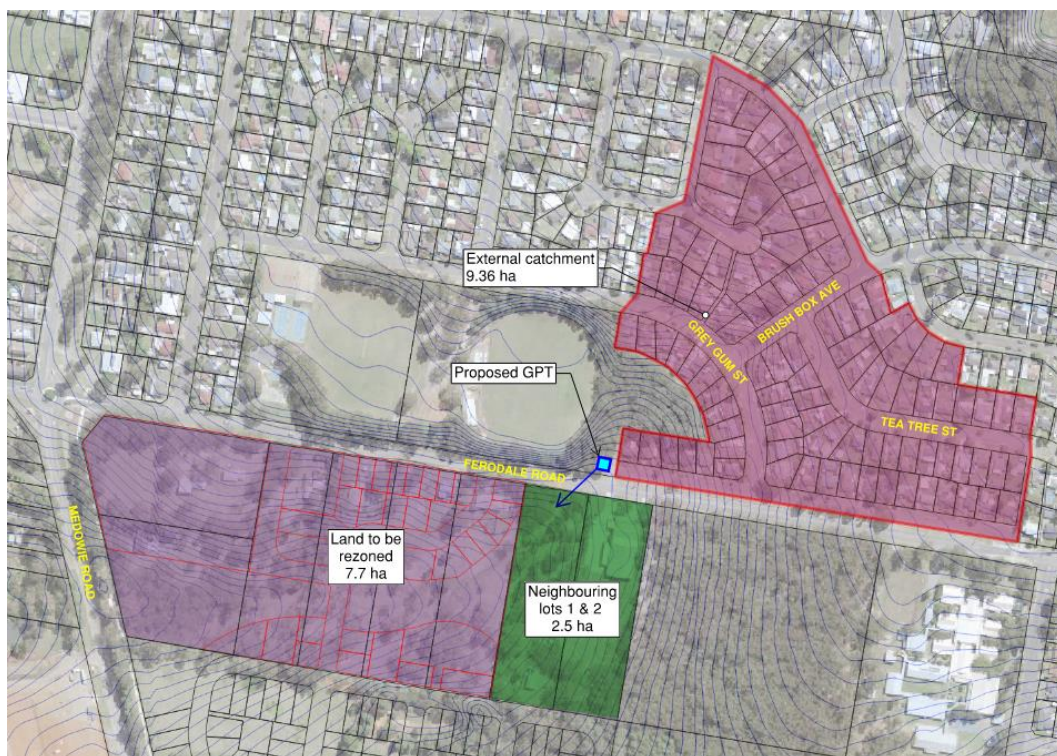 External catchment
9.36 ha
BRUSH BOX AVE
GREY GUM ST
Proposed GPT
TEA TREE ST
FERODALE ROAD
MEDOWIE ROAD
Land to be
rezoned
7.7 ha
Neighbouring
lots 1 & 2
2.5 ha